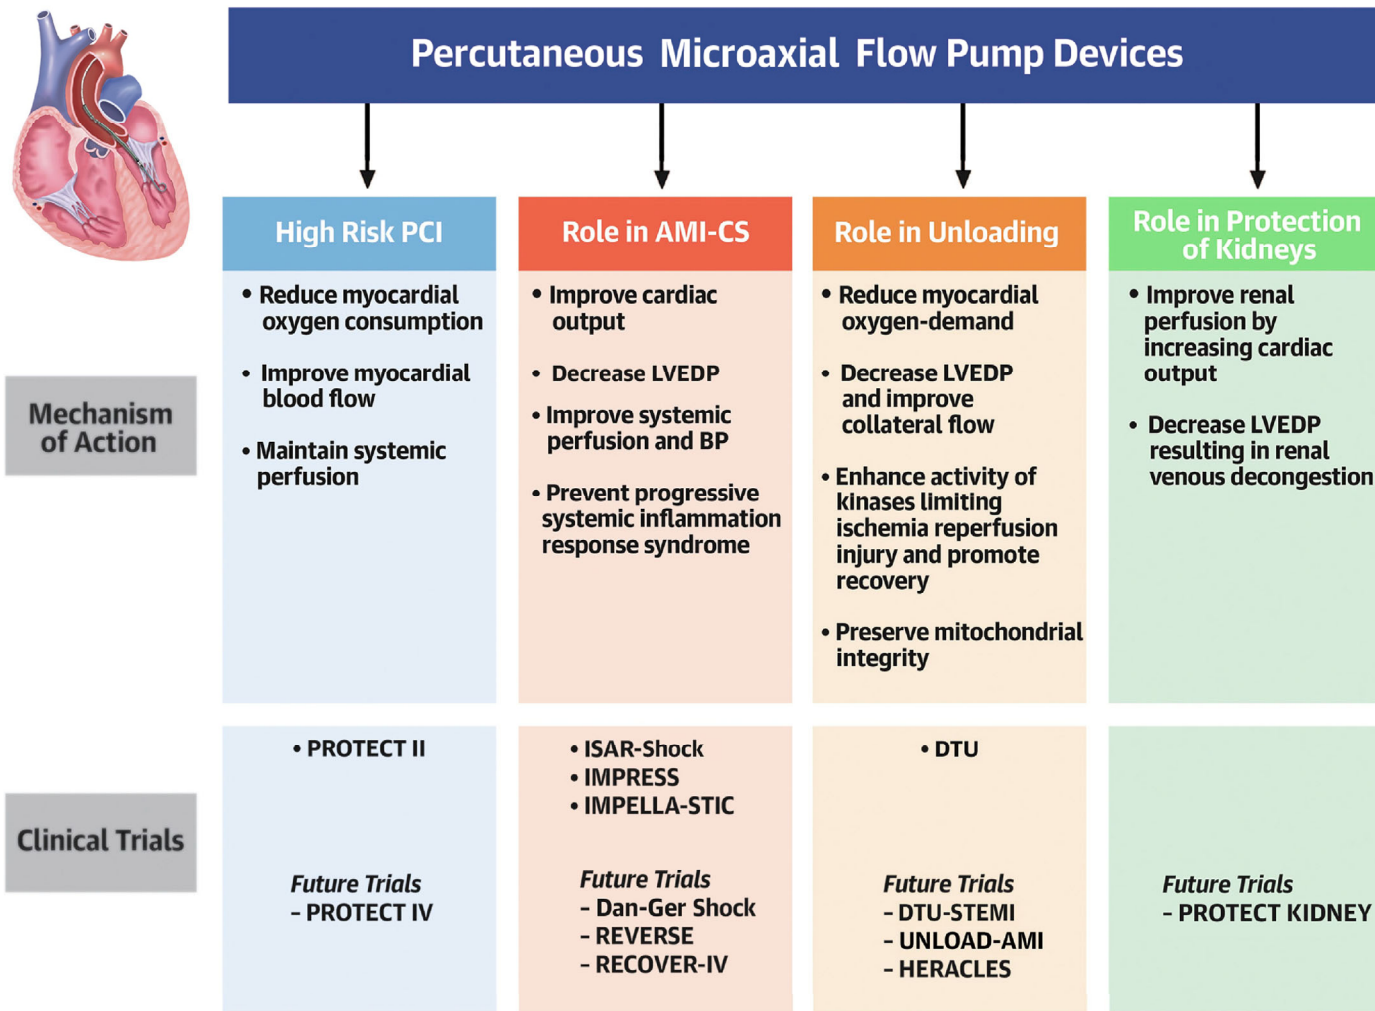 Percutaneous Microaxial Flow Pump Devices
High Risk PCI
• Reduce myocardial
oxygen consumption
• Improve myocardial
blood flow
• Maintain systemic
perfusion
Role in AMI-CS
• Improve cardiac
output
• Decrease LVEDP
• Improve systemic
perfusion and BP
• Prevent progressive
systemic inflammation
response syndrome
Role in Unloading
• Reduce myocardial
oxygen-demand
• Decrease LVEDP
and improve
collateral flow
• Enhance activity of
kinases limiting
ischemia reperfusion
injury and promote
recovery
• Preserve mitochondrial
integrity
Role in Protection
of Kidneys
• Improve renal
perfusion by
increasing cardiac
output
• Decrease LVEDP
resulting in renal
venous decongestion
Mechanism
of Action
Clinical Trials
• PROTECT II
Future Trials
– PROTECT IV
• ISAR-Shock
• IMPRESS
• IMPELLA-STIC
Future Trials
– Dan-Ger Shock
– REVERSE
– RECOVER-IV
• DTU
Future Trials
– DTU-STEMI
– UNLOAD-AMI
– HERACLES
Future Trials
– PROTECT KIDNEY